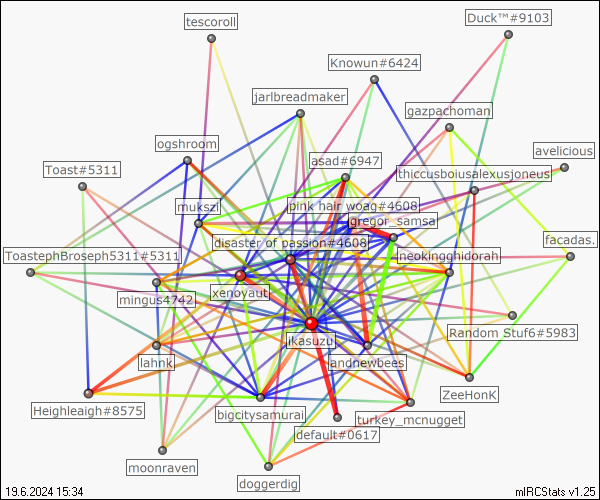 tescoroll
Duck™#9103
Knowun#6424
jarlbreadmaker
gazpachoman
ogshroom
avelicious
asad#6947
Toast#5311
thiccusboiusalexusjoneus
mukszi
pink hair woag#4608
gregor_samsa
facadas.
disaster of passion#4608
ToastephBroseph5311#5311
neokingghidorah
xenoyaut
mingus4742
Random Stuf6#5983
ikasuzu
lahnk
andnewbees
ZeeHonK
Heighleaigh#8575
bigcitysamurai
turkey_mcnugget
default#0617
moonraven
doggerdig
19.6.2024 15:34
mIRCStats v1.25